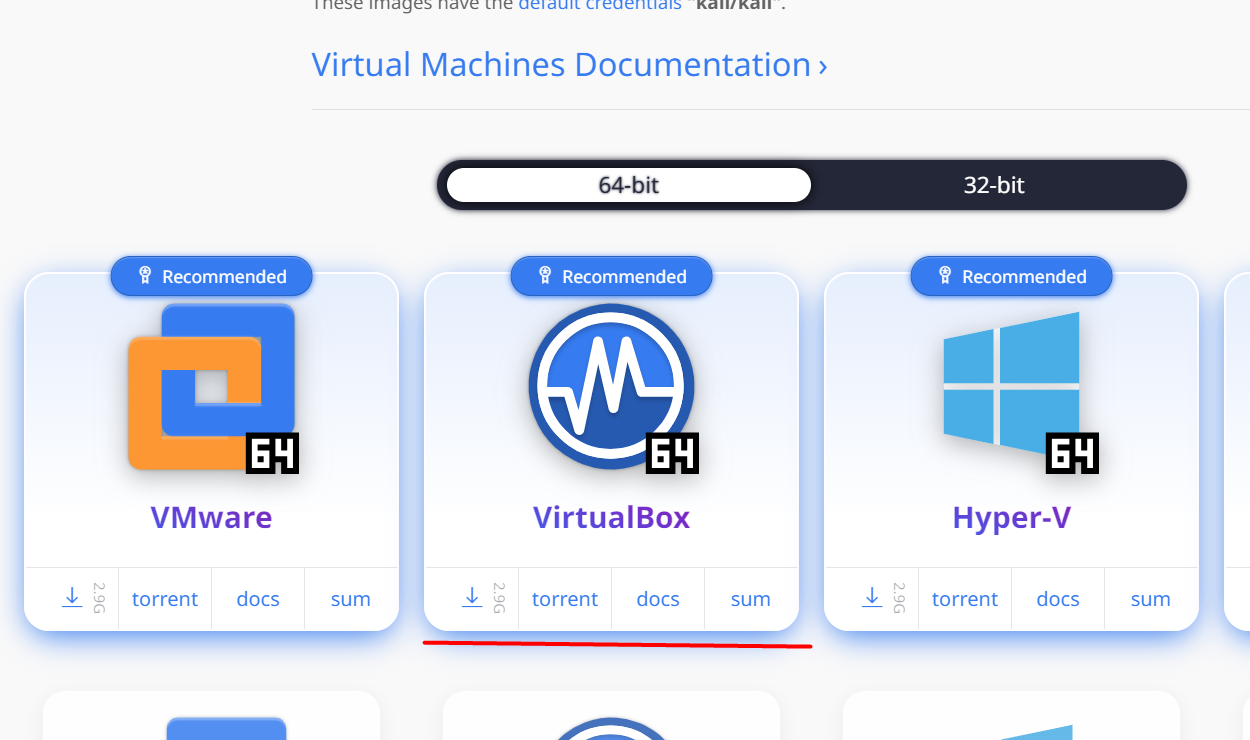 These images have the default credentials "kali/kali".
Virtual Machines Documentation ›
64-bit 32-bit
Recommended Recommended Recommended
64 64 64
VMware VirtualBox Hyper-V
2.9G torrent docs sum 2.9G torrent docs sum 2.9G torrent docs sum